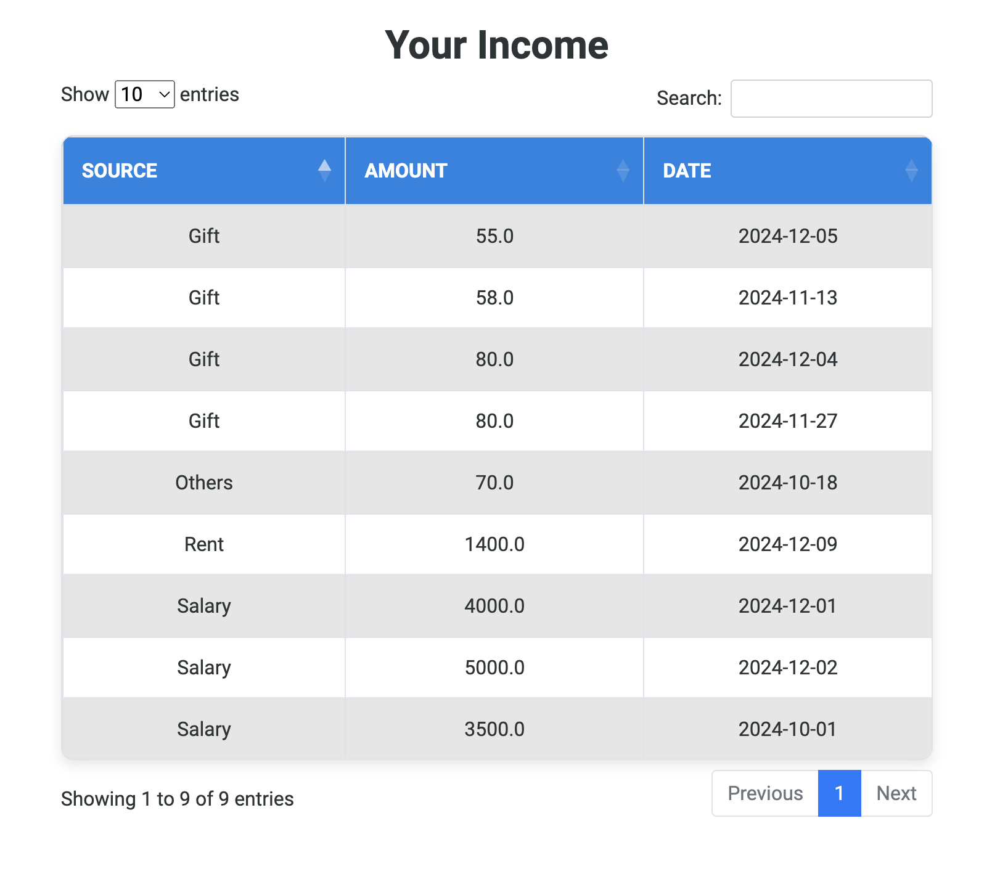 Your Income
Show 10 entries
Search:
SOURCE AMOUNT DATE
Gift 55.0 2024-12-05
Gift 58.0 2024-11-13
Gift 80.0 2024-12-04
Gift 80.0 2024-11-27
Others 70.0 2024-10-18
Rent 1400.0 2024-12-09
Salary 4000.0 2024-12-01
Salary 5000.0 2024-12-02
Salary 3500.0 2024-10-01
Showing 1 to 9 of 9 entries
Previous 1 Next